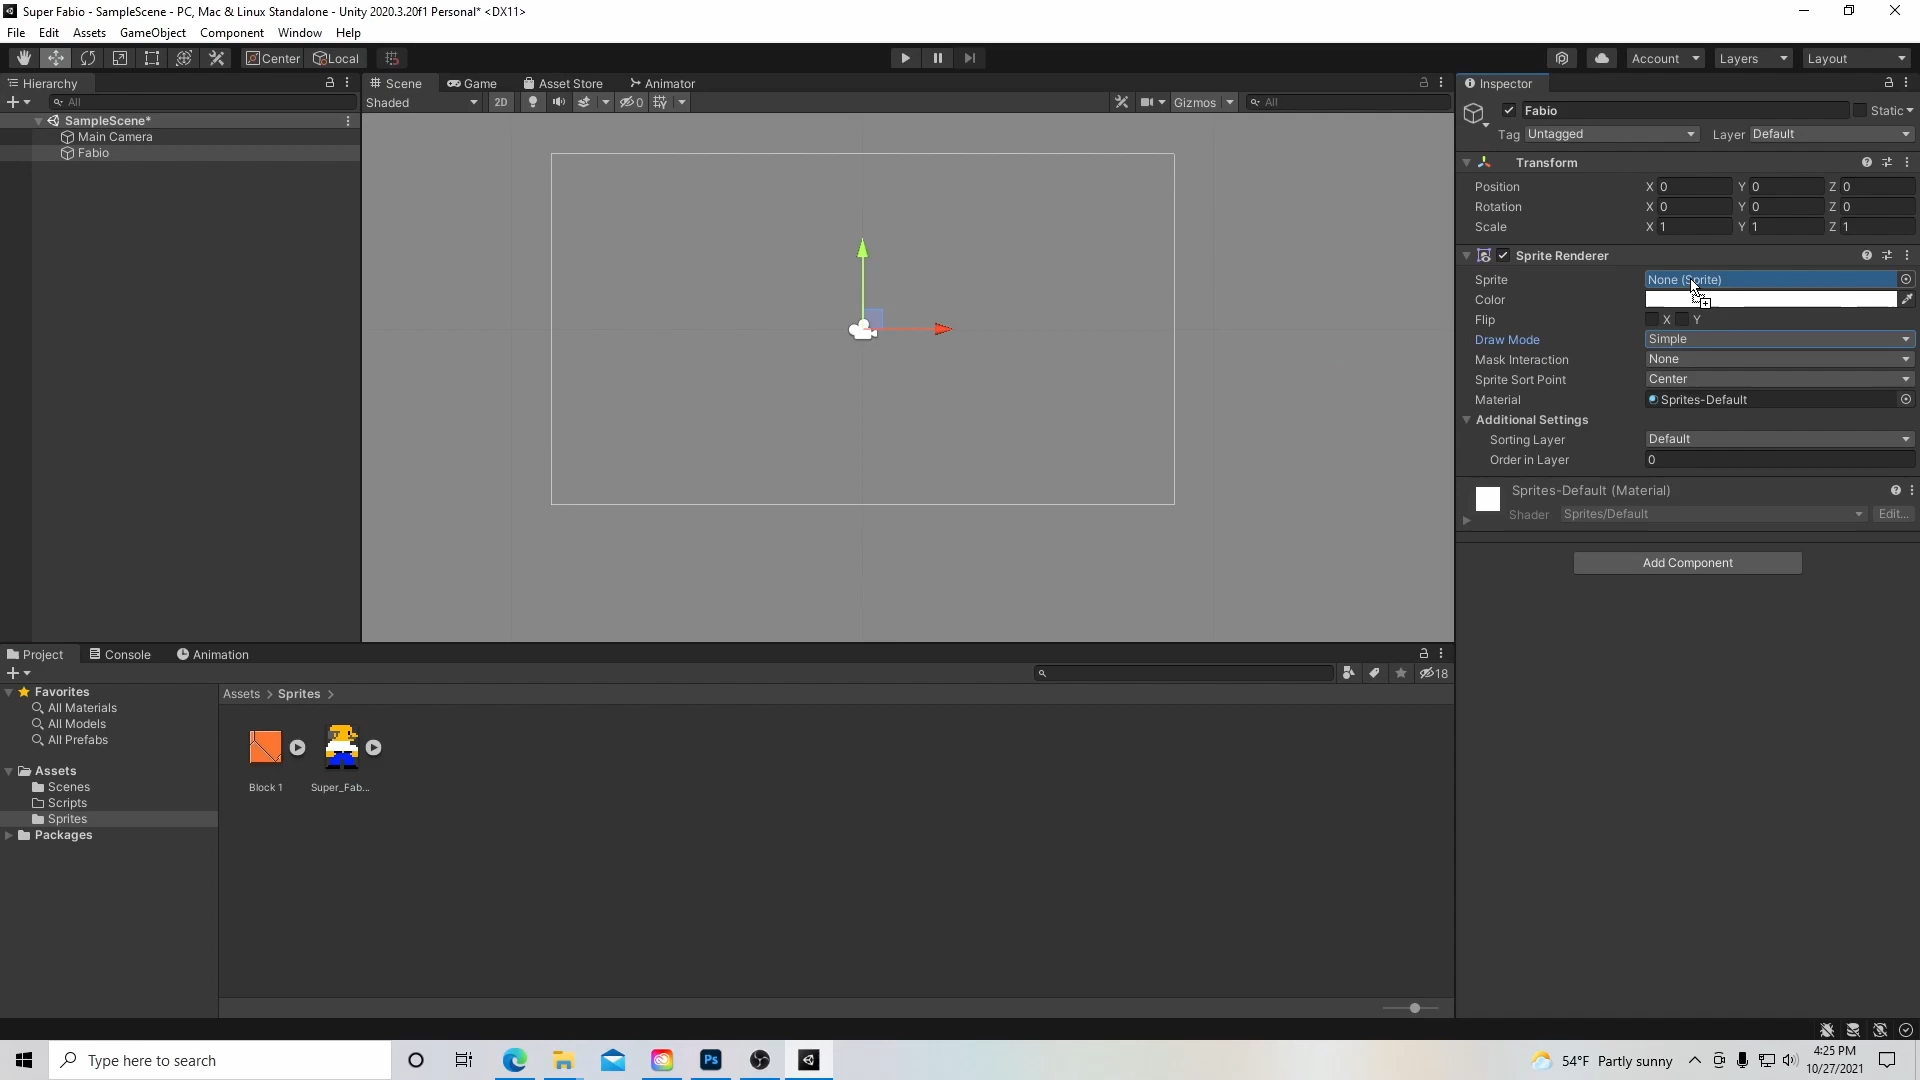 Super Fabio - SampleScene - PC, Mac & Linux Standalone - Unity 2020.3.20f1 Personal* <DX11>
File Edit Assets GameObject Component Window Help
Center Local Account Layers Layout
Hierarchy
All
SampleScene*
Main Camera
Fabio
Scene Game Asset Store Animator
Shaded 2D 0 Gizmos All
Inspector
Fabio Static
Tag Untagged Layer Default
Transform
Position X 0 Y 0 Z 0
Rotation X 0 Y 0 Z 0
Scale X 1 Y 1 Z 1
Sprite Renderer
Sprite None (Sprite)
Color
Flip X Y
Draw Mode Simple
Mask Interaction None
Sprite Sort Point Center
Material Sprites-Default
Additional Settings
Sorting Layer Default
Order in Layer 0
Sprites-Default (Material)
Shader Sprites/Default Edit...
Add Component
Project Console Animation
18
Favorites
All Materials
All Models
All Prefabs
Assets
Scenes
Scripts
Sprites
Packages
Assets > Sprites >
Block 1 Super_Fab...
Type here to search
Ps
54°F Partly sunny
4:25 PM
10/27/2021